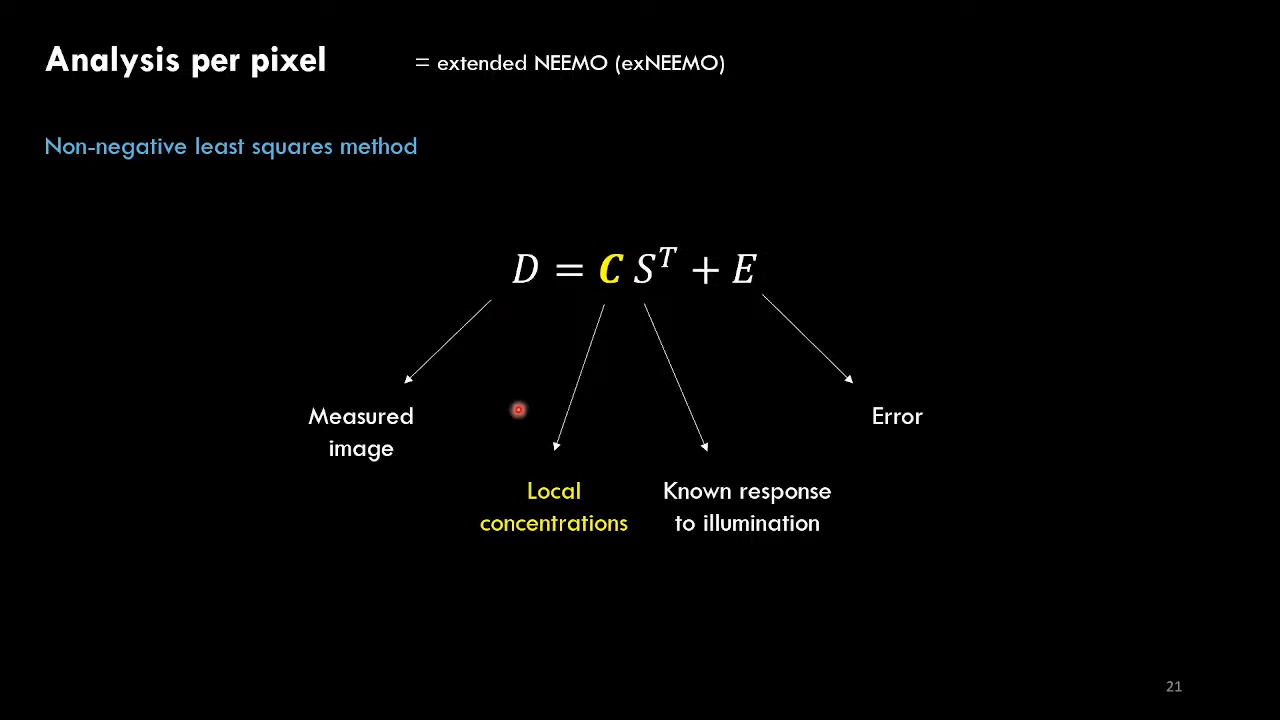 Analysis per pixel
= extended NEEMO (exNEEMO)
Non-negative least squares method
D = C Sᵀ + E
Measured
image
Local
concentrations
Known response
to illumination
Error
21